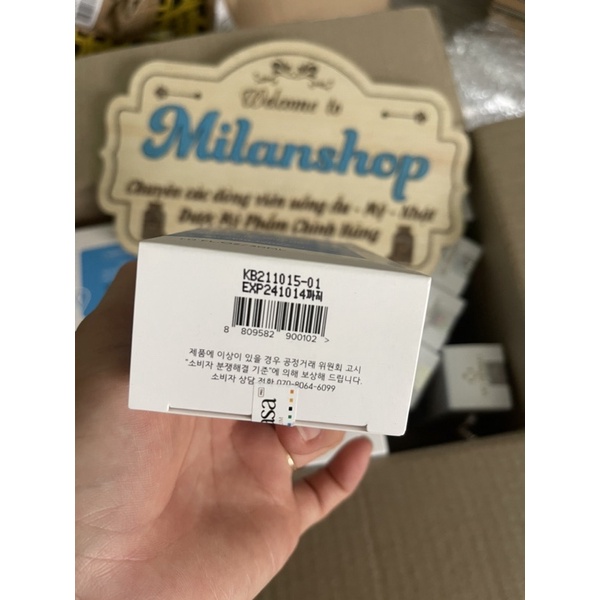 Welcome to
Milanshop
Chuyên các dòng viên uống Âu - Mỹ - Nhật
Dược Mỹ Phẩm Chính Hãng
KB211015-01
EXP241014까지
8 809582 900102 >
제품에 이상이 있을 경우 공정거래 위원회 고시
"소비자 분쟁해결 기준"에 의해 보상해 드립니다.
소비자 상담 전화 070-8064-6099
asa